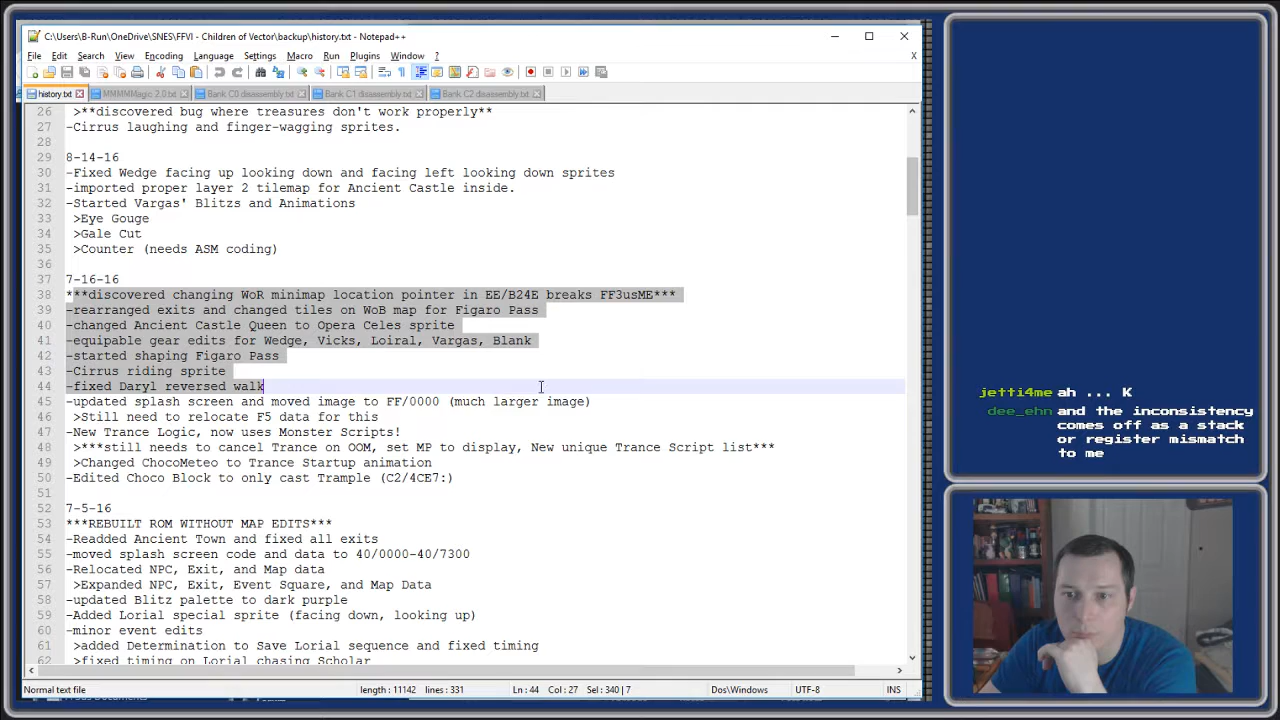 C:\Users\B-Run\OneDrive\SNES\FFVI - Children of Vector\backup\history.txt - Notepad++
File Edit Search View Encoding Language Settings Macro Run Plugins Window ?
X
history.txt MMMMMagic 2.0.txt Bank C0 disassembly.txt Bank C1 disassembly.txt Bank C2 disassembly.txt
26 >**discovered bug where treasures don't work properly**
27 -Cirrus laughing and finger-wagging sprites.
28
29 8-14-16
30 -Fixed Wedge facing up looking down and facing left looking down sprites
31 -imported proper layer 2 tilemap for Ancient Castle inside.
32 -Started Vargas' Blitzs and Animations
33 >Eye Gouge
34 >Gale Cut
35 >Counter (needs ASM coding)
36
37 7-16-16
38 ***discovered changing WoR minimap location pointer in EE/B24E breaks FF3usME***
39 -rearranged exits and changed tiles on WoB map for Figaro Pass
40 -changed Ancient Castle Queen to Opera Celes sprite
41 -equipable gear edits for Wedge, Vicks, Loiral, Vargas, Blank
42 -started shaping Figaro Pass
43 -Cirrus riding sprite
44 -fixed Daryl reversed walk
45 -updated splash screen and moved image to FF/0000 (much larger image)
46 >Still need to relocate F5 data for this
47 -New Trance Logic, now uses Monster Scripts!
48 >***still needs to cancel Trance on OOM, set MP to display, New unique Trance Script list***
49 >Changed ChocoMeteo to Trance Startup animation
50 -Edited Choco Block to only cast Trample (C2/4CE7:)
51
52 7-5-16
53 ***REBUILT ROM WITHOUT MAP EDITS***
54 -Readded Ancient Town and fixed all exits
55 -moved splash screen code and data to 40/0000-40/7300
56 -Relocated NPC, Exit, and Map data
57 >Expanded NPC, Exit, Event Square, and Map Data
58 -updated Blitz palette to dark purple
59 -Added Lorial special sprite (facing down, looking up)
60 -minor event edits
61 >added Determination to Save Lorial sequence and fixed timing
62 >fixed timing on Lorial chasing Scholar
Normal text file length : 11142 lines : 331 Ln : 44 Col : 27 Sel : 340 | 7 Dos\Windows UTF-8 INS
jetti4me ah ... K
dee_ehn and the inconsistency
comes off as a stack
or register mismatch
to me